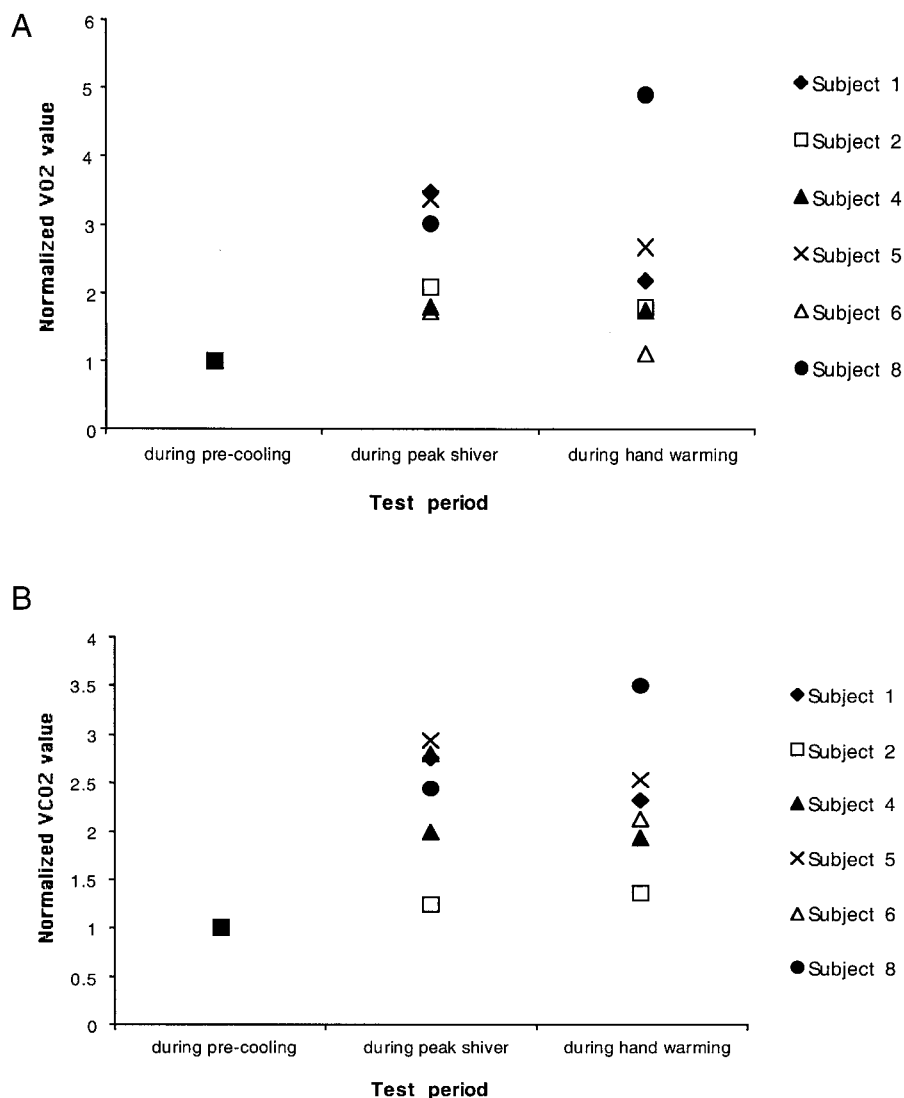 A
Normalized VO2 value
6
5
4
3
2
1
0
during pre-cooling during peak shiver during hand warming
Test period
Subject 1
Subject 2
Subject 4
Subject 5
Subject 6
Subject 8
B
Normalized VCO2 value
4
3.5
3
2.5
2
1.5
1
0.5
0
during pre-cooling during peak shiver during hand warming
Test period
Subject 1
Subject 2
Subject 4
Subject 5
Subject 6
Subject 8